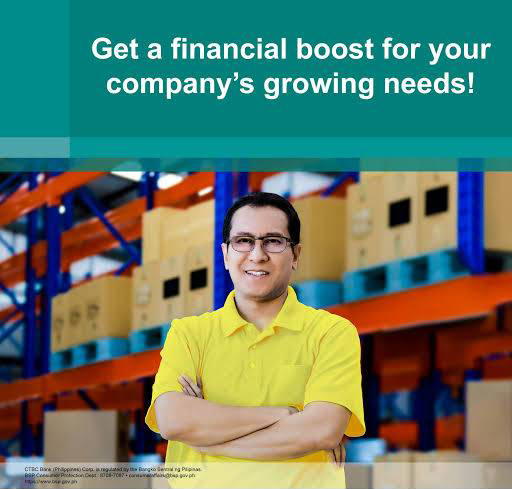 Get a financial boost for your
company's growing needs!
CTBC Bank (Philippines) Corp. is regulated by the Bangko Sentral ng Pilipinas.
BSP Consumer Protection Dept.: 8708-7087 • consumeraffairs@bsp.gov.ph
https://www.bsp.gov.ph